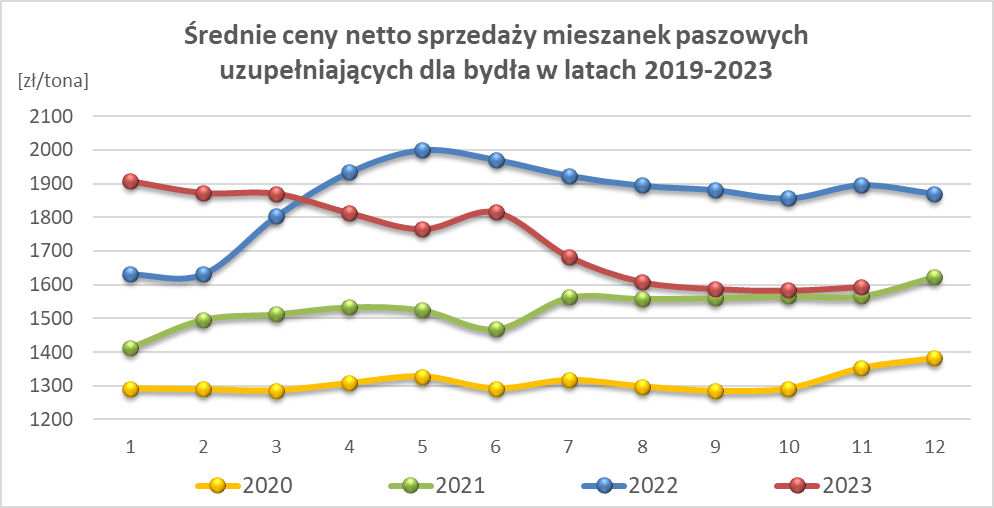 Średnie ceny netto sprzedaży mieszanek paszowych
uzupełniających dla bydła w latach 2019-2023
[zł/tona]
2100
2000
1900
1800
1700
1600
1500
1400
1300
1200
1 2 3 4 5 6 7 8 9 10 11 12
2020 2021 2022 2023